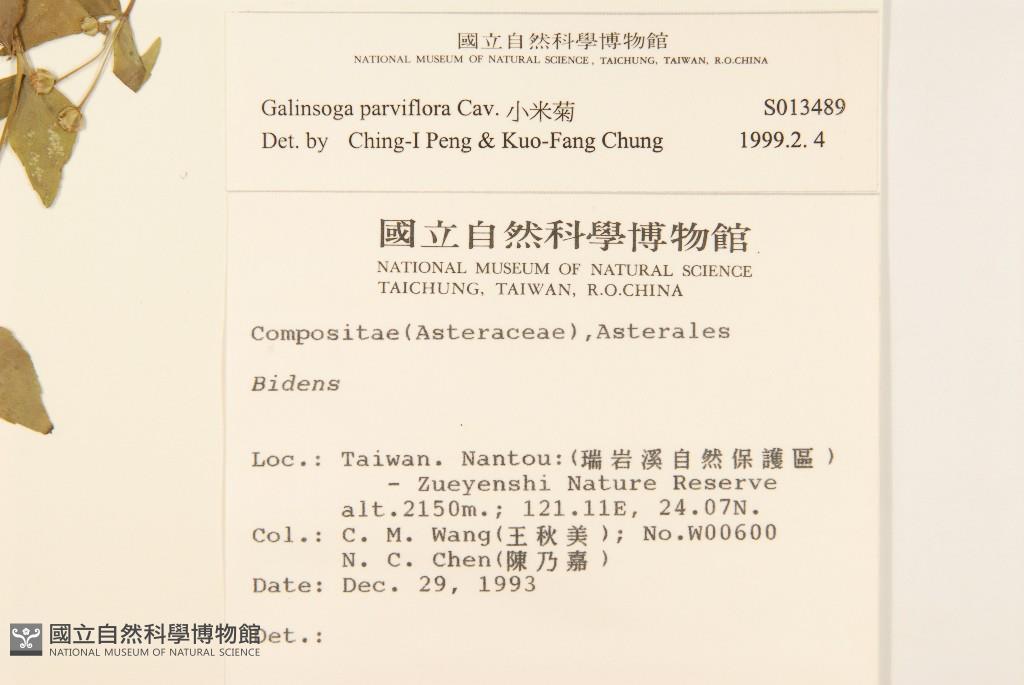 國立自然科學博物館
NATIONAL MUSEUM OF NATURAL SCIENCE, TAICHUNG, TAIWAN, R.O.CHINA
Galinsoga parviflora Cav. 小米菊 S013489
Det. by Ching-I Peng & Kuo-Fang Chung 1999.2. 4
國立自然科學博物館
NATIONAL MUSEUM OF NATURAL SCIENCE
TAICHUNG, TAIWAN, R.O.CHINA
Compositae(Asteraceae),Asterales
Bidens
Loc.: Taiwan. Nantou:(瑞岩溪自然保護區)
- Zueyenshi Nature Reserve
alt.2150m.; 121.11E, 24.07N.
Col.: C. M. Wang(王秋美); No.W00600
N. C. Chen(陳乃嘉)
Date: Dec. 29, 1993
Det.:
國立自然科學博物館
NATIONAL MUSEUM OF NATURAL SCIENCE